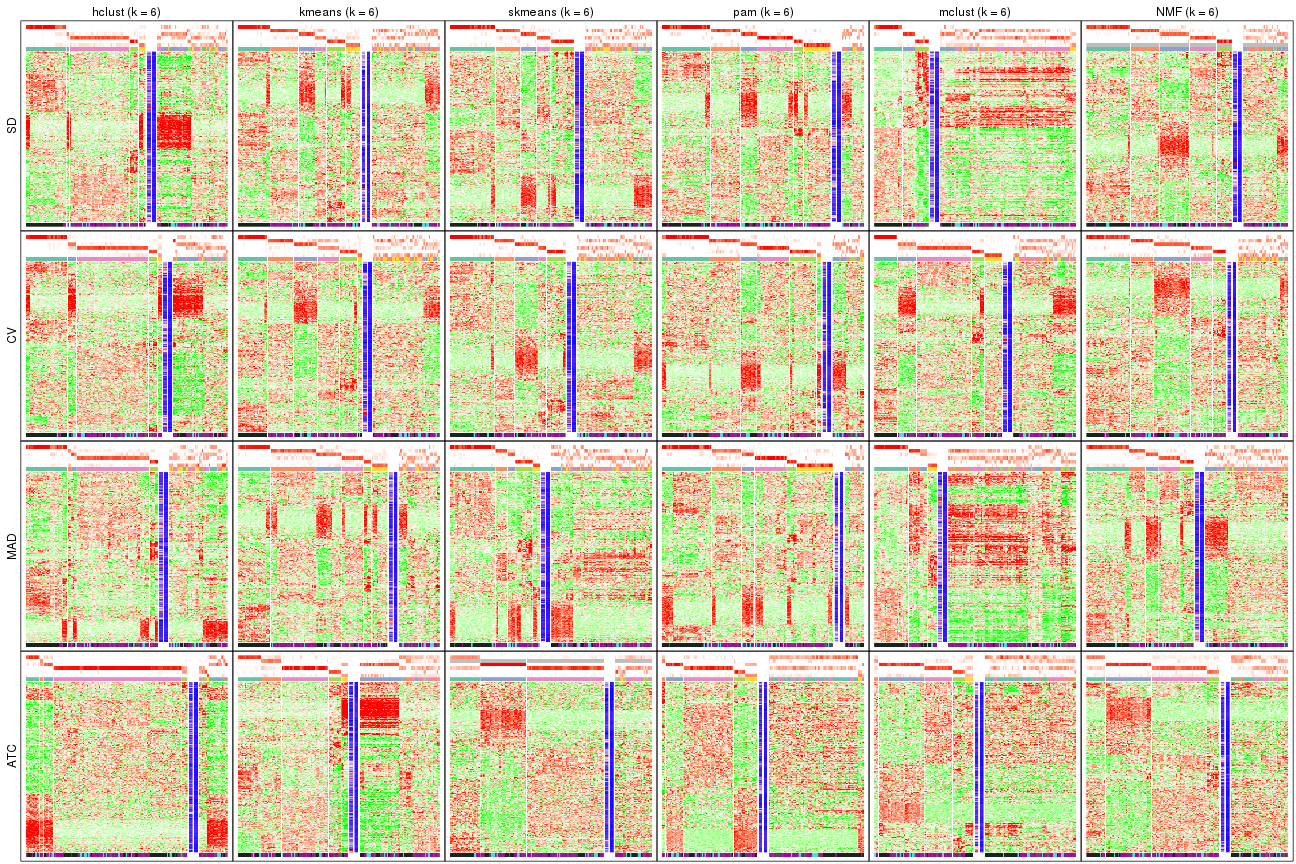 hclust (k = 6) kmeans (k = 6) skmeans (k = 6) pam (k = 6) mclust (k = 6) NMF (k = 6)
SD
CV
MAD
ATC